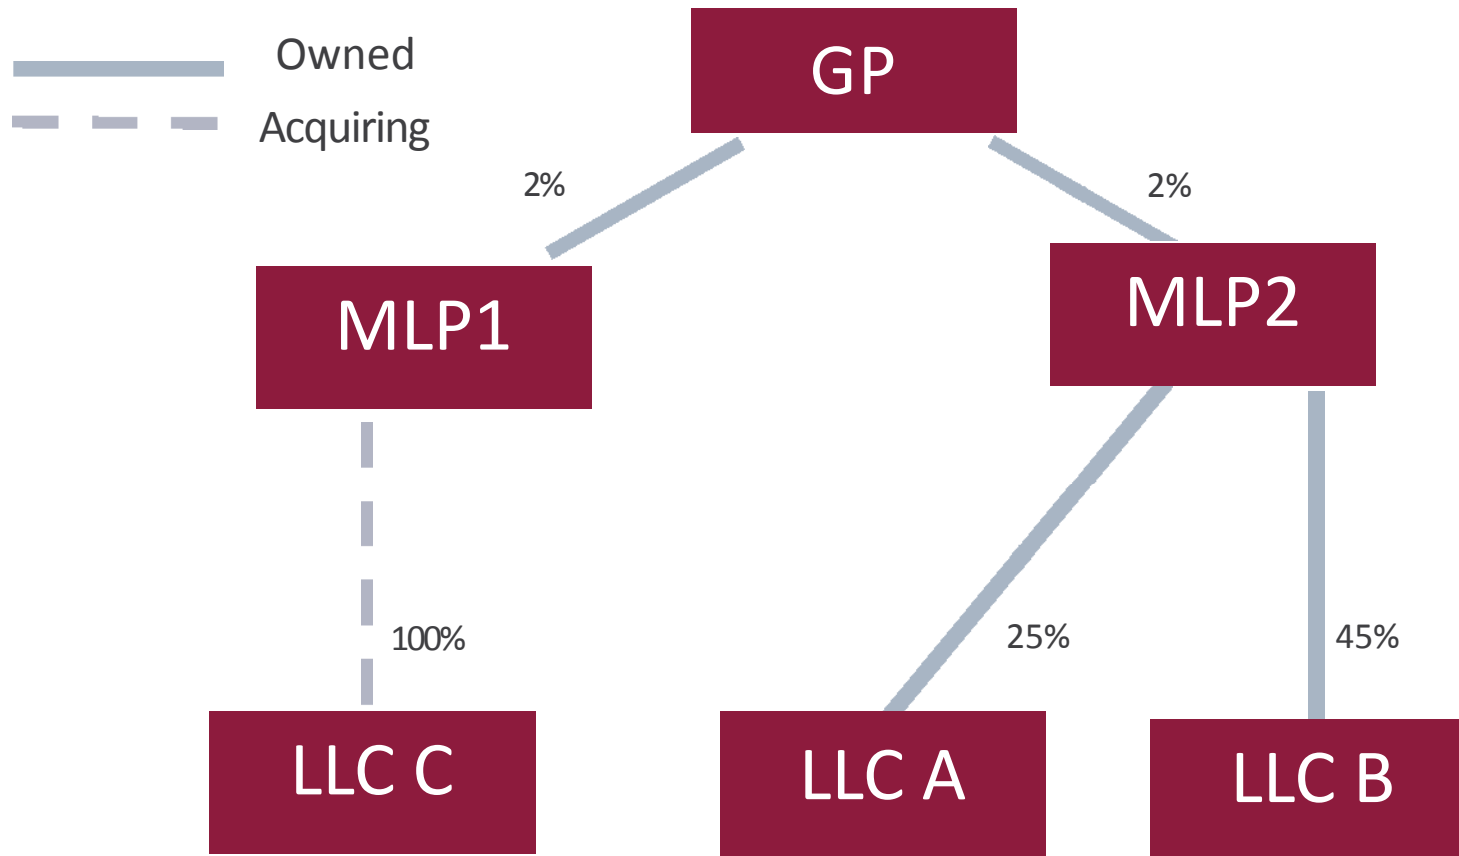 Owned
Acquiring
GP
2%
2%
MLP1
MLP2
100%
25%
45%
LLC C
LLC A
LLC B